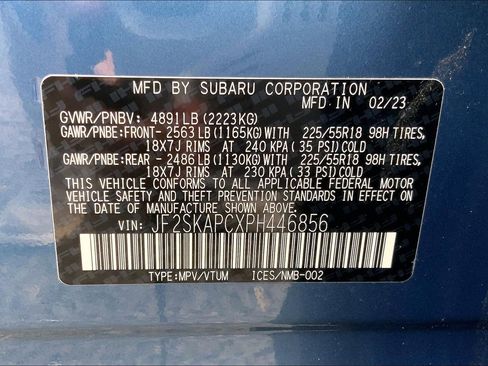 MFD BY SUBARU CORPORATION
GVWR/PNBV: 4891LB (2223KG) MFD IN 02/23
GAWR/PNBE:FRONT- 2563LB (1165KG)WITH 225/55R18 98H TIRES,
18X7J RIMS AT 240 KPA (35 PSI)COLD
GAWR/PNBE:REAR - 2486LB (1130KG)WITH 225/55R18 98H TIRES,
18X7J RIMS AT 230 KPA (33 PSI)COLD
THIS VEHICLE CONFORMS TO ALL APPLICABLE FEDERAL MOTOR
VEHICLE SAFETY AND THEFT PREVENTION STANDARDS IN EFFECT
ON THE DATE OF MANUFACTURE SHOWN ABOVE.
VIN: JF2SKAPCXPH446856
TYPE:MPV/VTUM ICES/NMB-002